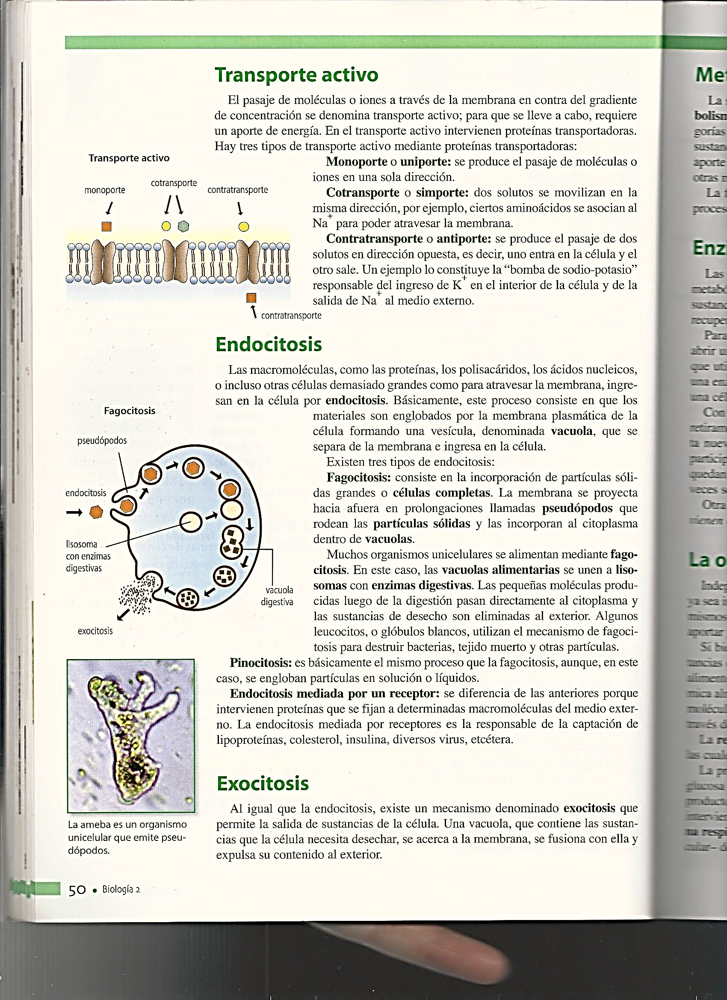 Transporte activo
El pasaje de moléculas o iones a través de la membrana en contra del gradiente
de concentración se denomina transporte activo; para que se lleve a cabo, requiere
un aporte de energía. En el transporte activo intervienen proteínas transportadoras.
Hay tres tipos de transporte activo mediante proteínas transportadoras:
Monoporte o uniporte: se produce el pasaje de moléculas o
iones en una sola dirección.
Cotransporte o simporte: dos solutos se movilizan en la
misma dirección, por ejemplo, ciertos aminoácidos se asocian al
Na+ para poder atravesar la membrana.
Contratransporte o antiporte: se produce el pasaje de dos
solutos en dirección opuesta, es decir, uno entra en la célula y el
otro sale. Un ejemplo lo constituye la “bomba de sodio-potasio”
responsable del ingreso de K+ en el interior de la célula y de la
salida de Na+ al medio externo.
Transporte activo
monoporte
cotransporte
contratransporte
contratransporte
Endocitosis
Las macromoléculas, como las proteínas, los polisacáridos, los ácidos nucleicos,
o incluso otras células demasiado grandes como para atravesar la membrana, ingre-
san en la célula por endocitosis. Básicamente, este proceso consiste en que los
materiales son englobados por la membrana plasmática de la
célula formando una vesícula, denominada vacuola, que se
separa de la membrana e ingresa en la célula.
Existen tres tipos de endocitosis:
Fagocitosis: consiste en la incorporación de partículas sóli-
das grandes o células completas. La membrana se proyecta
hacia afuera en prolongaciones llamadas pseudópodos que
rodean las partículas sólidas y las incorporan al citoplasma
dentro de vacuolas.
Muchos organismos unicelulares se alimentan mediante fago-
citosis. En este caso, las vacuolas alimentarias se unen a liso-
somas con enzimas digestivas. Las pequeñas moléculas produ-
cidas luego de la digestión pasan directamente al citoplasma y
las sustancias de desecho son eliminadas al exterior. Algunos
leucocitos, o glóbulos blancos, utilizan el mecanismo de fagoci-
tosis para destruir bacterias, tejido muerto y otras partículas.
Pinocitosis: es básicamente el mismo proceso que la fagocitosis, aunque, en este
caso, se engloban partículas en solución o líquidos.
Endocitosis mediada por un receptor: se diferencia de las anteriores porque
intervienen proteínas que se fijan a determinadas macromoléculas del medio exter-
no. La endocitosis mediada por receptores es la responsable de la captación de
lipoproteínas, colesterol, insulina, diversos virus, etcétera.
Fagocitosis
pseudópodos
endocitosis
lisosoma
con enzimas
digestivas
vacuola
digestiva
exocitosis
La ameba es un organismo
unicelular que emite pseu-
dópodos.
Exocitosis
Al igual que la endocitosis, existe un mecanismo denominado exocitosis que
permite la salida de sustancias de la célula. Una vacuola, que contiene las sustan-
cias que la célula necesita desechar, se acerca a la membrana, se fusiona con ella y
expulsa su contenido al exterior.
50 • Biología 2